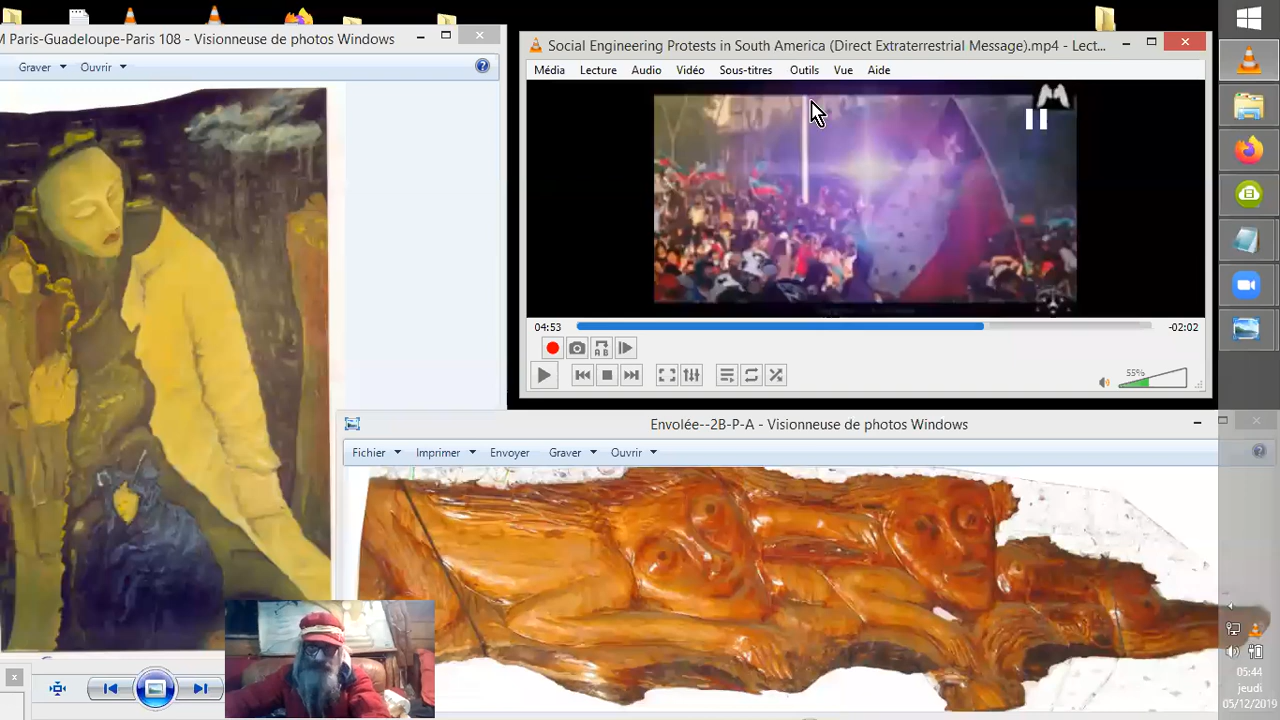 M Paris-Guadeloupe-Paris 108 - Visionneuse de photos Windows
Graver Ouvrir
Social Engineering Protests in South America (Direct Extraterrestrial Message).mp4 - Lect...
Média Lecture Audio Vidéo Sous-titres Outils Vue Aide
04:53 -02:02
55%
Envolée--2B-P-A - Visionneuse de photos Windows
Fichier Imprimer Envoyer Graver Ouvrir
05:44
jeudi
05/12/2019